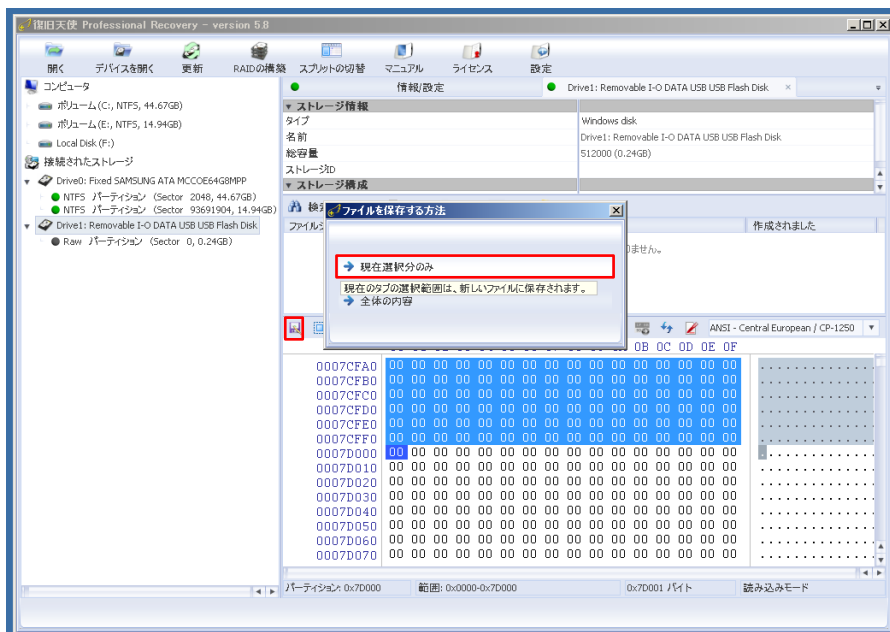 復旧天使 Professional Recovery - version 5.8
開く デバイスを開く 更新 RAIDの構築 スプリットの切替 マニュアル ライセンス 設定
コンピュータ
ボリューム(C:, NTFS, 44.67GB)
ボリューム(E:, NTFS, 14.94GB)
Local Disk (F:)
接続されたストレージ
Drive0: Fixed SAMSUNG ATA MCCOE64G8MPP
NTFS パーティション (Sector 2048, 44.67GB)
NTFS パーティション (Sector 93691904, 14.94GB)
Drive1: Removable I-O DATA USB USB Flash Disk
Raw パーティション (Sector 0, 0.24GB)
情報/設定
Drive1: Removable I-O DATA USB USB Flash Disk ×
ストレージ情報
タイプ Windows disk
名前 Drive1: Removable I-O DATA USB USB Flash Disk
総容量 512000 (0.24GB)
ストレージID
ストレージ構成
ファイルを保存する方法
現在選択分のみ
現在のタブの選択範囲は、新しいファイルに保存されます。
全体の内容
作成されました
ません。
ANSI - Central European / CP-1250
0B 0C 0D 0E 0F
0007CFA0 00 00 00 00 00 00 00 00 00 00 00 00 00 00 00 00
0007CFB0 00 00 00 00 00 00 00 00 00 00 00 00 00 00 00 00
0007CFC0 00 00 00 00 00 00 00 00 00 00 00 00 00 00 00 00
0007CFD0 00 00 00 00 00 00 00 00 00 00 00 00 00 00 00 00
0007CFE0 00 00 00 00 00 00 00 00 00 00 00 00 00 00 00 00
0007CFF0 00 00 00 00 00 00 00 00 00 00 00 00 00 00 00 00
0007D000 00 00 00 00 00 00 00 00 00 00 00 00 00 00 00 00
0007D010 00 00 00 00 00 00 00 00 00 00 00 00 00 00 00 00
0007D020 00 00 00 00 00 00 00 00 00 00 00 00 00 00 00 00
0007D030 00 00 00 00 00 00 00 00 00 00 00 00 00 00 00 00
0007D040 00 00 00 00 00 00 00 00 00 00 00 00 00 00 00 00
0007D050 00 00 00 00 00 00 00 00 00 00 00 00 00 00 00 00
0007D060 00 00 00 00 00 00 00 00 00 00 00 00 00 00 00 00
0007D070 00 00 00 00 00 00 00 00 00 00 00 00 00 00 00 00
パーティション: 0x7D000 範囲: 0x0000-0x7D000 0x7D001 バイト 読み込みモード